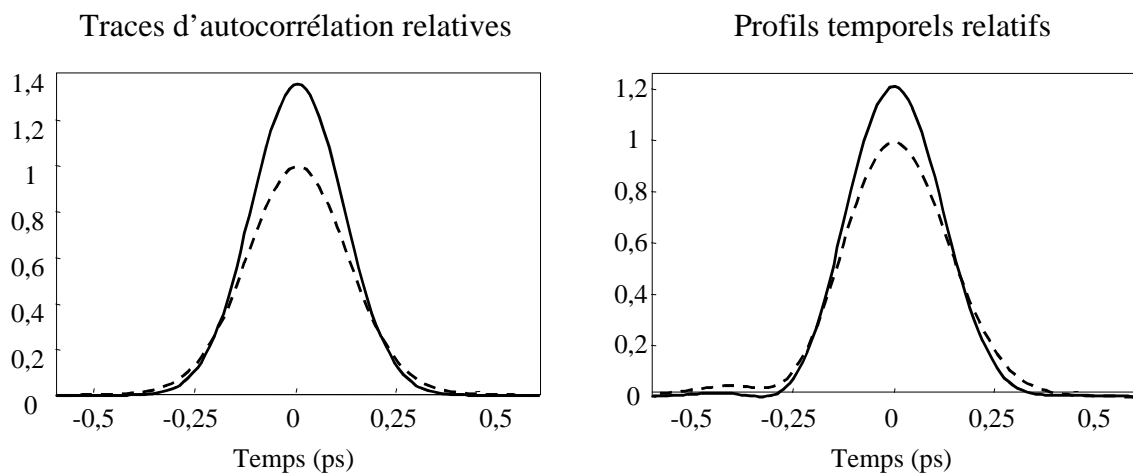 Traces d’autocorrélation relatives
1,4
1,2
1
0,8
0,6
0,4
0,2
0
-0,5 -0,25 0 0,25 0,5
Temps (ps)
Profils temporels relatifs
1,2
1
0,8
0,6
0,4
0,2
0
-0,5 -0,25 0 0,25 0,5
Temps (ps)